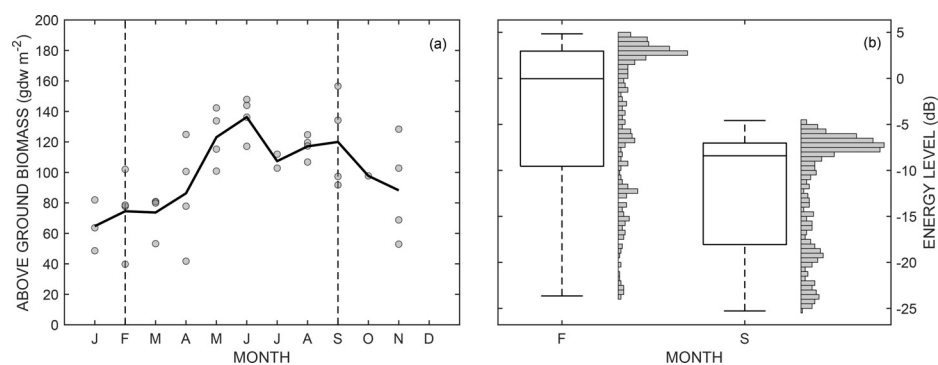 ABOVE GROUND BIOMASS (gdw m-2)
200
180
160
140
120
100
80
60
40
20
0
J F M A M J J A S O N D
MONTH
(a)
(b)
F S
MONTH
5
0
-5
-10
-15
-20
-25
ENERGY LEVEL (dB)